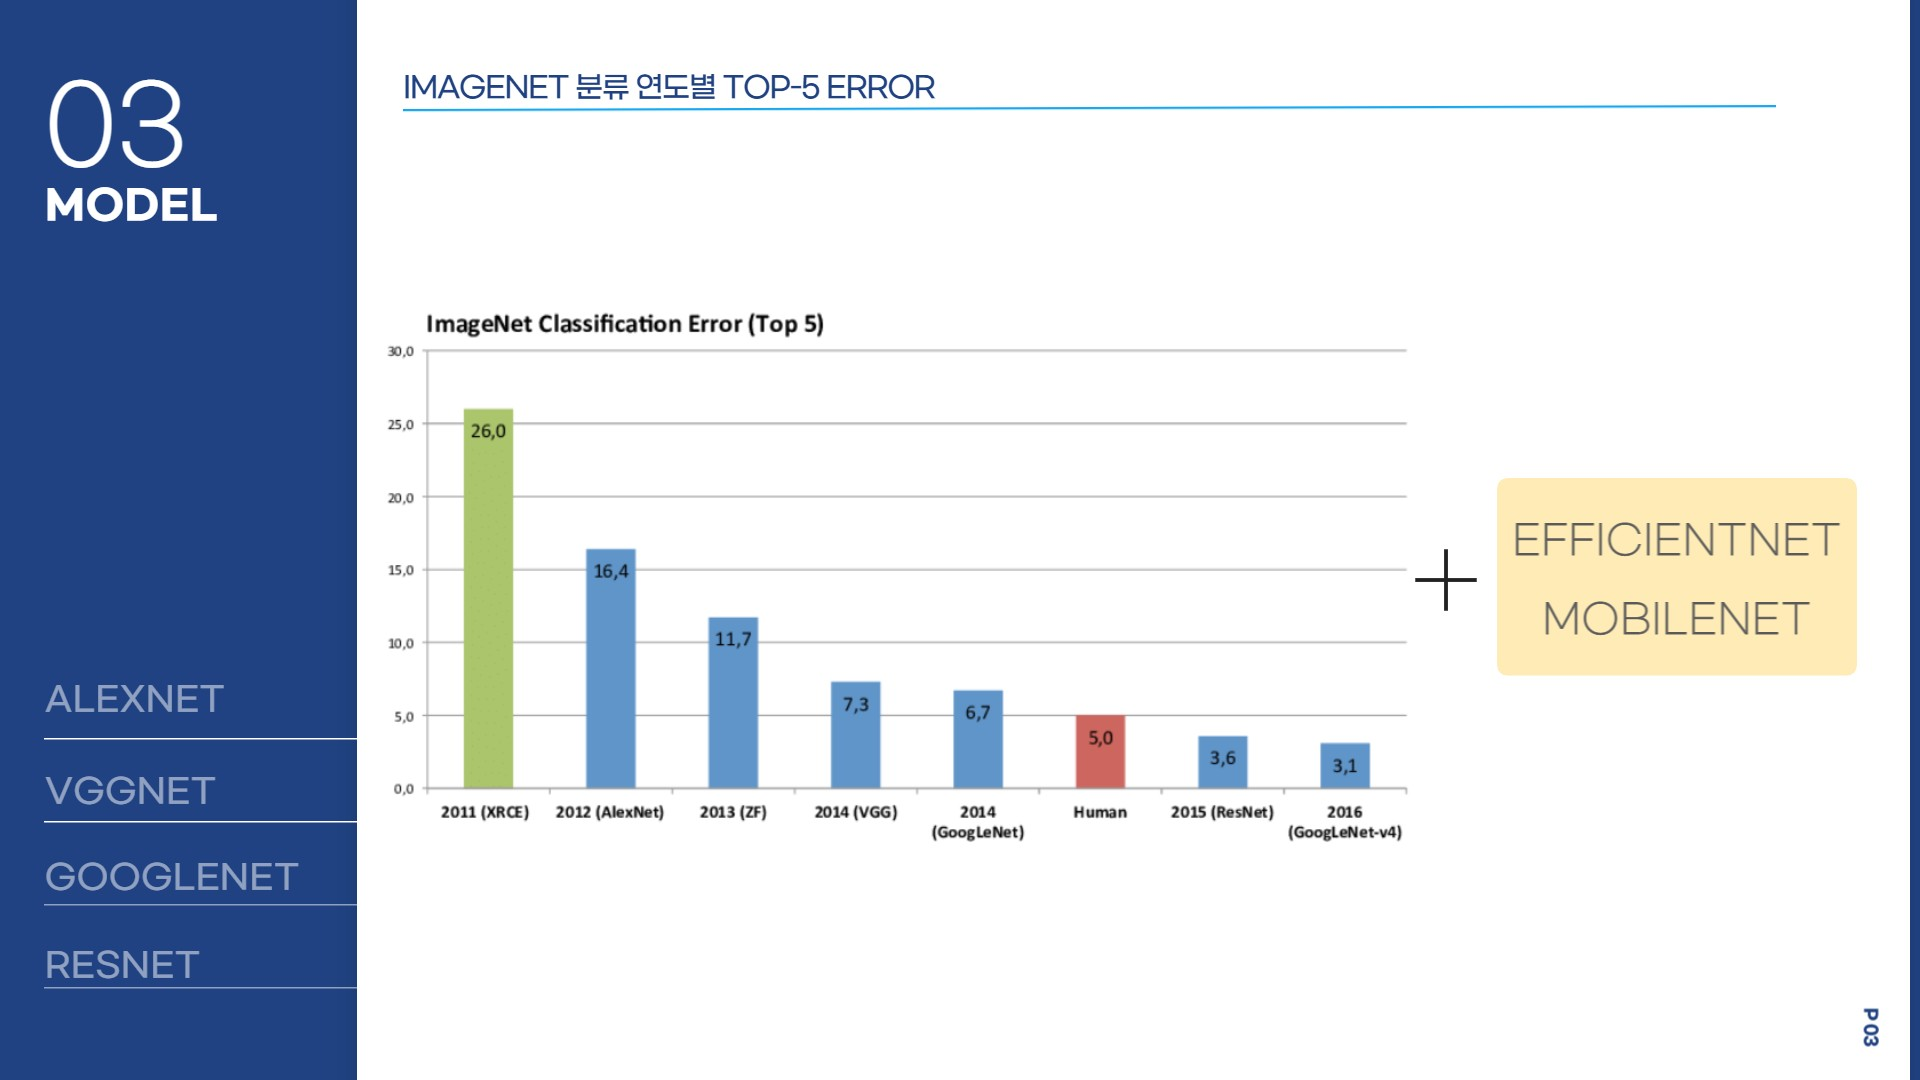 03
MODEL
ALEXNET
VGGNET
GOOGLENET
RESNET
IMAGENET 분류 연도별 TOP-5 ERROR
ImageNet Classification Error (Top 5)
30,0
25,0
20,0
15,0
10,0
5,0
0,0
26,0
16,4
11,7
7,3
6,7
5,0
3,6
3,1
2011 (XRCE)
2012 (AlexNet)
2013 (ZF)
2014 (VGG)
2014
(GoogLeNet)
Human
2015 (ResNet)
2016
(GoogLeNet-v4)
+
EFFICIENTNET
MOBILENET
P 03